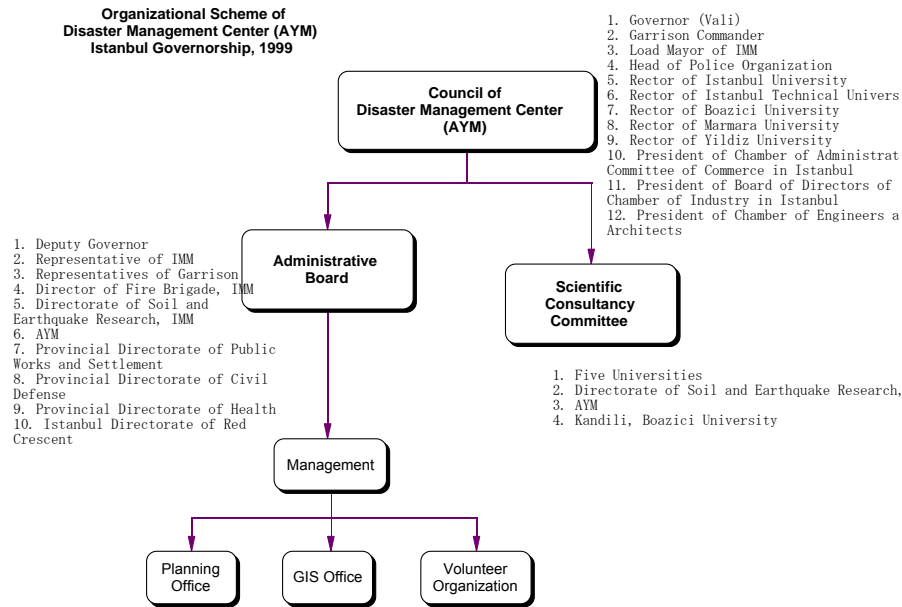 Organizational Scheme of
Disaster Management Center (AYM)
Istanbul Governorship, 1999
Council of
Disaster Management Center
(AYM)
1. Governor (Vali)
2. Garrison Commander
3. Load Mayor of IMM
4. Head of Police Organization
5. Rector of Istanbul University
6. Rector of Istanbul Technical Univers
7. Rector of Boazici University
8. Rector of Marmara University
9. Rector of Yildiz University
10. President of Chamber of Administrat
Committee of Commerce in Istanbul
11. President of Board of Directors of
Chamber of Industry in Istanbul
12. President of Chamber of Engineers a
Architects
1. Deputy Governor
2. Representative of IMM
3. Representatives of Garrison
4. Director of Fire Brigade, IMM
5. Directorate of Soil and
Earthquake Research, IMM
6. AYM
7. Provincial Directorate of Public
Works and Settlement
8. Provincial Directorate of Civil
Defense
9. Provincial Directorate of Health
10. Istanbul Directorate of Red
Crescent
Administrative
Board
Scientific
Consultancy
Committee
1. Five Universities
2. Directorate of Soil and Earthquake Research,
3. AYM
4. Kandili, Boazici University
Management
Planning
Office
GIS Office
Volunteer
Organization